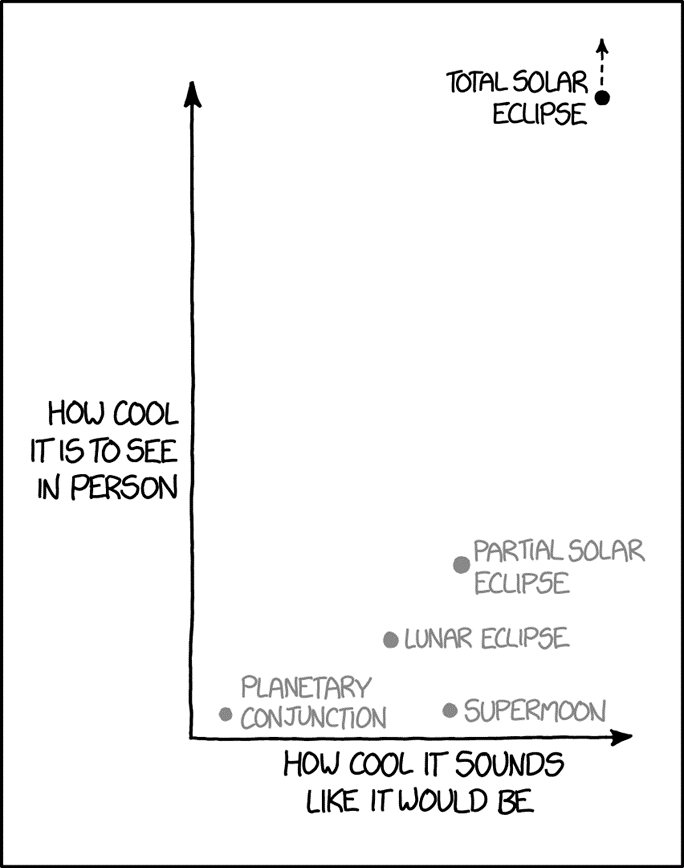 TOTAL SOLAR
ECLIPSE
HOW COOL
IT IS TO SEE
IN PERSON
PARTIAL SOLAR
ECLIPSE
LUNAR ECLIPSE
PLANETARY
CONJUNCTION
SUPERMOON
HOW COOL IT SOUNDS
LIKE IT WOULD BE